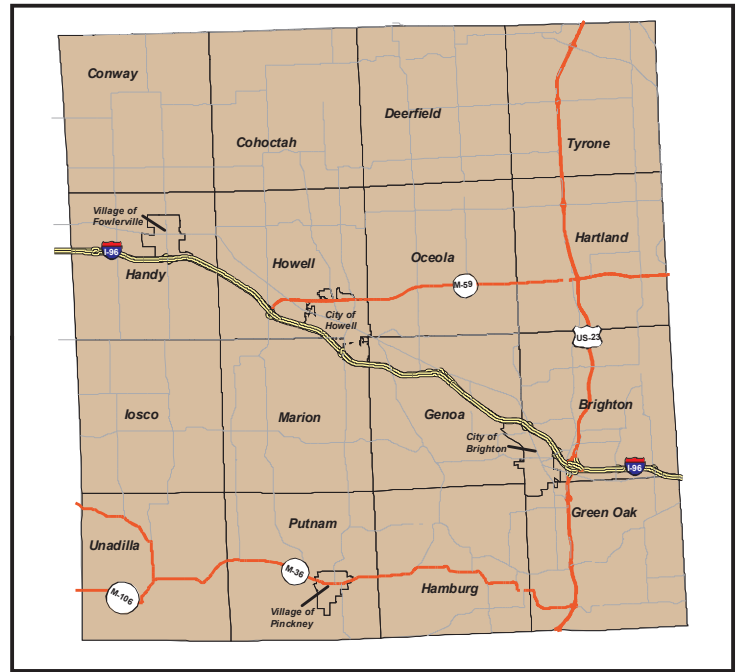 Conway
Deerfield
Cohoctah
Tyrone
Village of
Fowlerville
Hartland
I-96
Howell
Oceola
Handy
M-59
City of
Howell
US-23
Iosco
Marion
Genoa
Brighton
City of
Brighton
I-96
Putnam
Green Oak
Unadilla
M-36
Hamburg
M-106
Village of
Pinckney